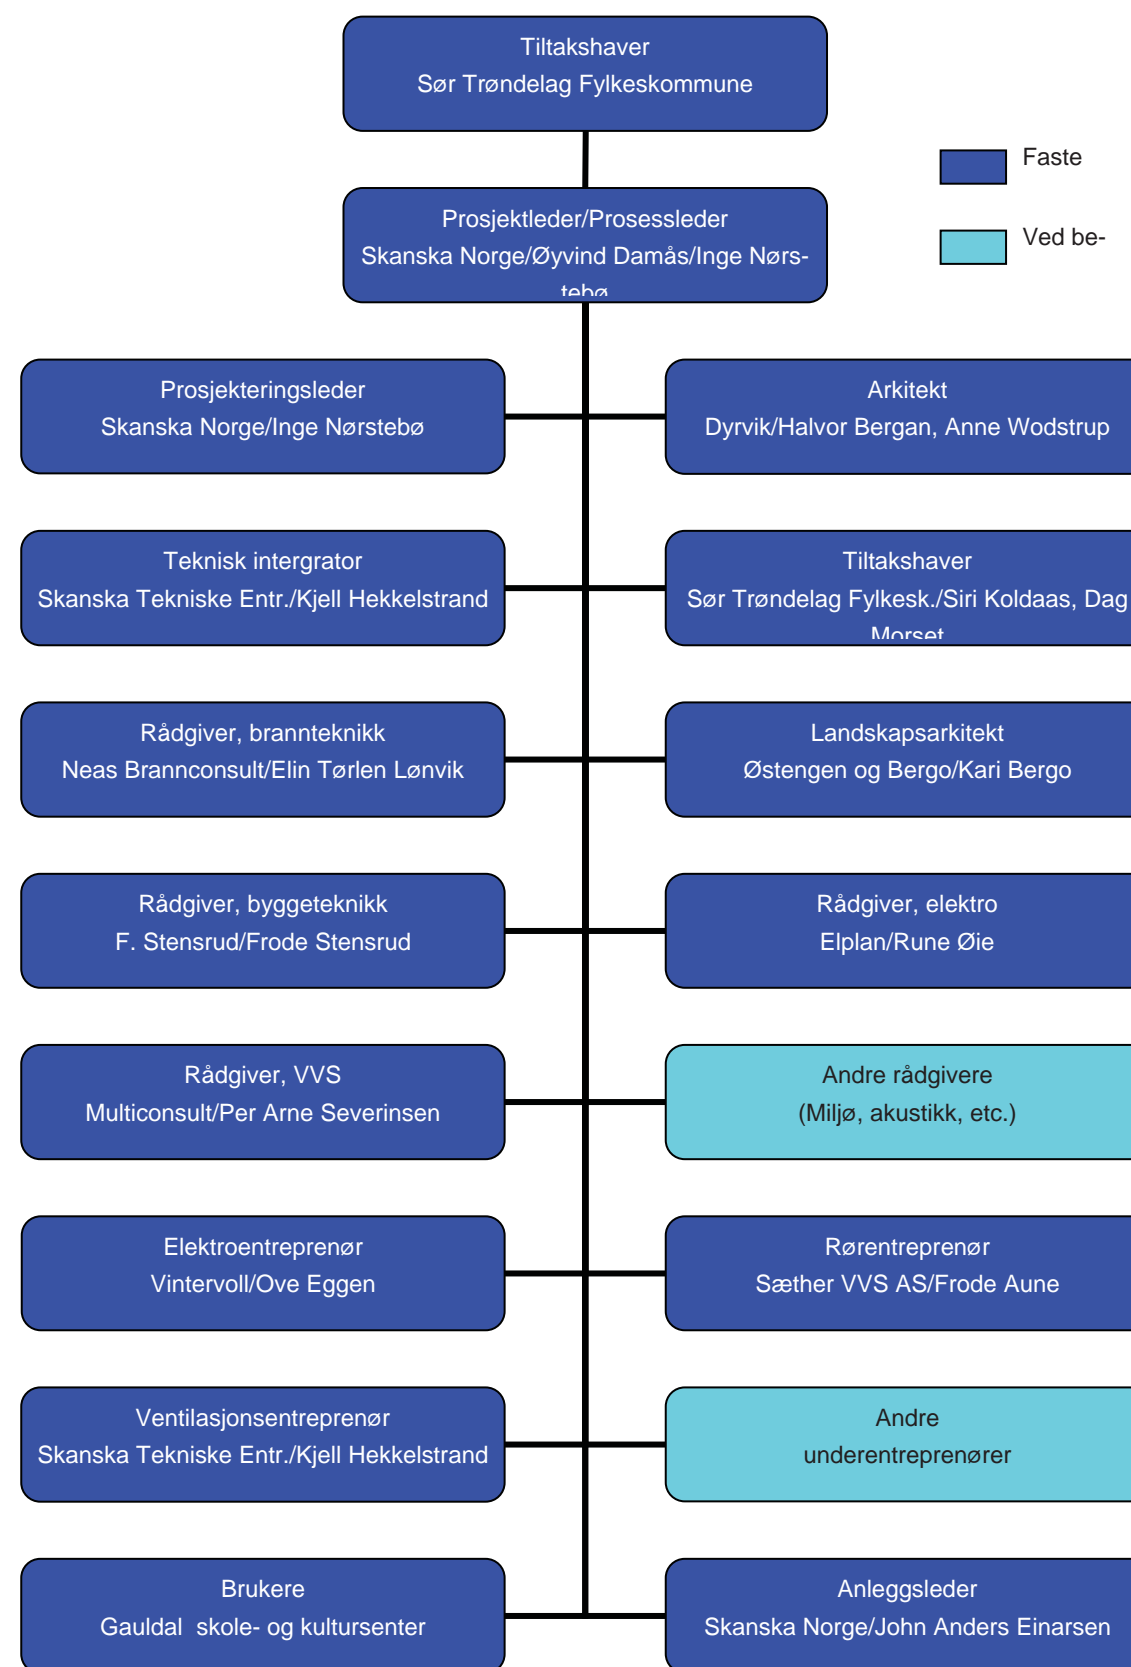 Tiltakshaver
Sør Trøndelag Fylkeskommune
Faste
Prosjektleder/Prosessleder
Skanska Norge/Øyvind Damås/Inge Nørs-
tebø
Ved be-
Prosjekteringsleder
Skanska Norge/Inge Nørstebø
Arkitekt
Dyrvik/Halvor Bergan, Anne Wodstrup
Teknisk intergrator
Skanska Tekniske Entr./Kjell Hekkelstrand
Tiltakshaver
Sør Trøndelag Fylkesk./Siri Koldaas, Dag
Morset
Rådgiver, brannteknikk
Neas Brannconsult/Elin Tørlen Lønvik
Landskapsarkitekt
Østengen og Bergo/Kari Bergo
Rådgiver, byggeteknikk
F. Stensrud/Frode Stensrud
Rådgiver, elektro
Elplan/Rune Øie
Rådgiver, VVS
Multiconsult/Per Arne Severinsen
Andre rådgivere
(Miljø, akustikk, etc.)
Elektroentreprenør
Vintervoll/Ove Eggen
Rørentreprenør
Sæther VVS AS/Frode Aune
Ventilasjonsentreprenør
Skanska Tekniske Entr./Kjell Hekkelstrand
Andre
underentreprenører
Brukere
Gauldal  skole- og kultursenter
Anleggsleder
Skanska Norge/John Anders Einarsen